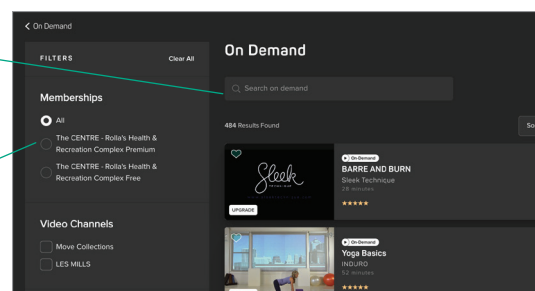 On Demand
FILTERS
Clear All
Memberships
All
The CENTRE - Rolla's Health &
Recreation Complex Premium
The CENTRE - Rolla's Health &
Recreation Complex Free
Video Channels
Move Collections
LES MILLS
On Demand
Search on demand
484 Results Found
Sleek
UPGRADE
On-Demand
BARRE AND BURN
Sleek Technique
28 minutes
On-Demand
Yoga Basics
INDURO
52 minutes